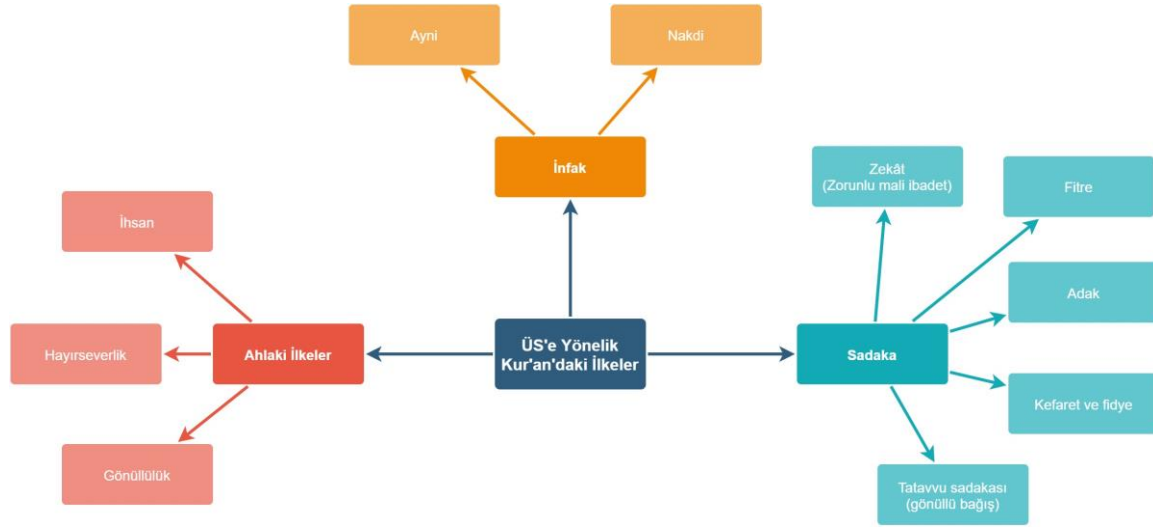 Ayni
Nakdi
İnfak
Zekât
(Zorunlu mali ibadet)
Fitre
İhsan
Adak
Hayırseverlik
Ahlaki İlkeler
ÜS'e Yönelik
Kur'an'daki İlkeler
Sadaka
Kefaret ve fidye
Gönüllülük
Tatavvu sadakası
(gönüllü bağış)